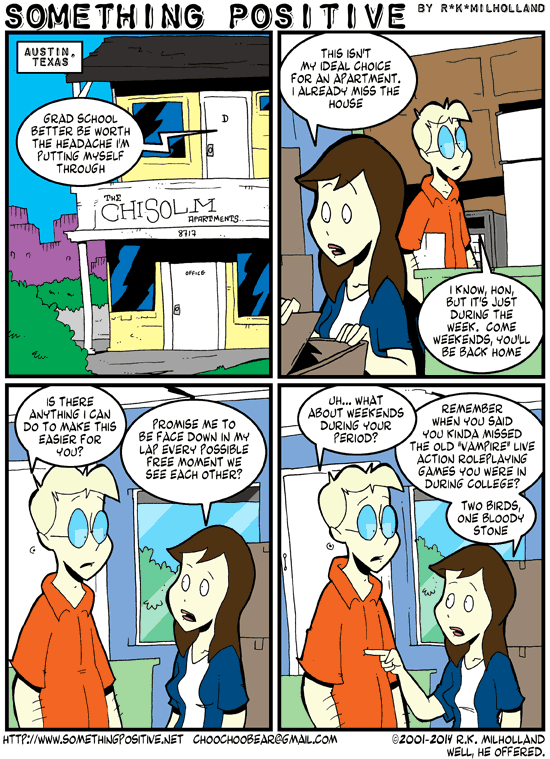 SOMETHING POSITIVE BY R*K*MILHOLLAND
AUSTIN,
TEXAS
GRAD SCHOOL
BETTER BE WORTH
THE HEADACHE I'M
PUTTING MYSELF
THROUGH
D
THE
CHISOLM
APARTMENTS
8717
OFFICE
THIS ISN'T
MY IDEAL CHOICE
FOR AN APARTMENT.
I ALREADY MISS THE
HOUSE
I KNOW, HON,
BUT IT'S JUST
DURING THE
WEEK. COME
WEEKENDS, YOU'LL
BE BACK HOME
IS THERE
ANYTHING I CAN
DO TO MAKE THIS
EASIER FOR
YOU?
PROMISE ME TO
BE FACE DOWN IN MY
LAP EVERY POSSIBLE
FREE MOMENT WE
SEE EACH OTHER?
UH... WHAT
ABOUT WEEKENDS
DURING YOUR
PERIOD?
REMEMBER
WHEN YOU SAID
YOU KINDA MISSED
THE OLD "VAMPIRE" LIVE
ACTION ROLEPLAYING
GAMES YOU WERE IN
DURING COLLEGE?
TWO BIRDS,
ONE BLOODY
STONE
HTTP://WWW.SOMETHINGPOSITIVE.NET CHOOCHOOBEAR@GMAIL.COM ©2001-2014 R.K. MILHOLLAND
WELL, HE OFFERED.